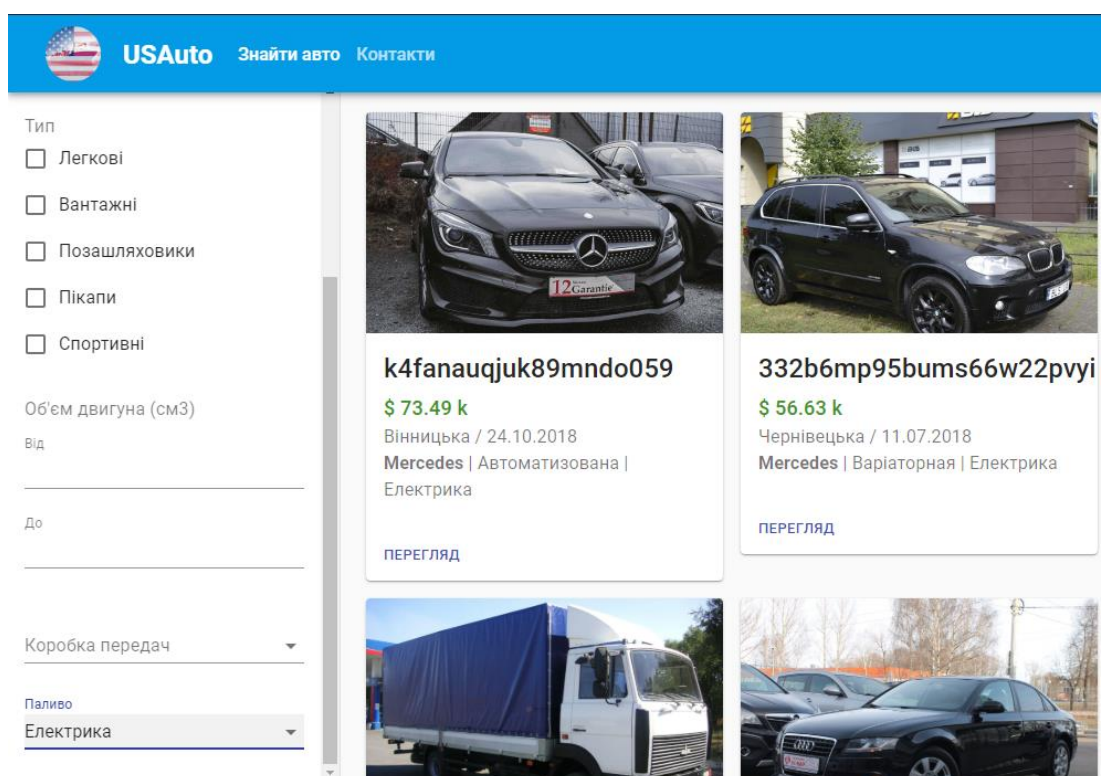 USAuto Знайти авто Контакти
Тип
Легкові
Вантажні
Позашляховики
Пікапи
Спортивні
Об'єм двигуна (см3)
Від
До
Коробка передач
Паливо
Електрика
12 Garantie
k4fanauqjuk89mndo059
$ 73.49 k
Вінницька / 24.10.2018
Mercedes | Автоматизована |
Електрика
ПЕРЕГЛЯД
332b6mp95bums66w22pvyi
$ 56.63 k
Чернівецька / 11.07.2018
Mercedes | Варіаторная | Електрика
ПЕРЕГЛЯД